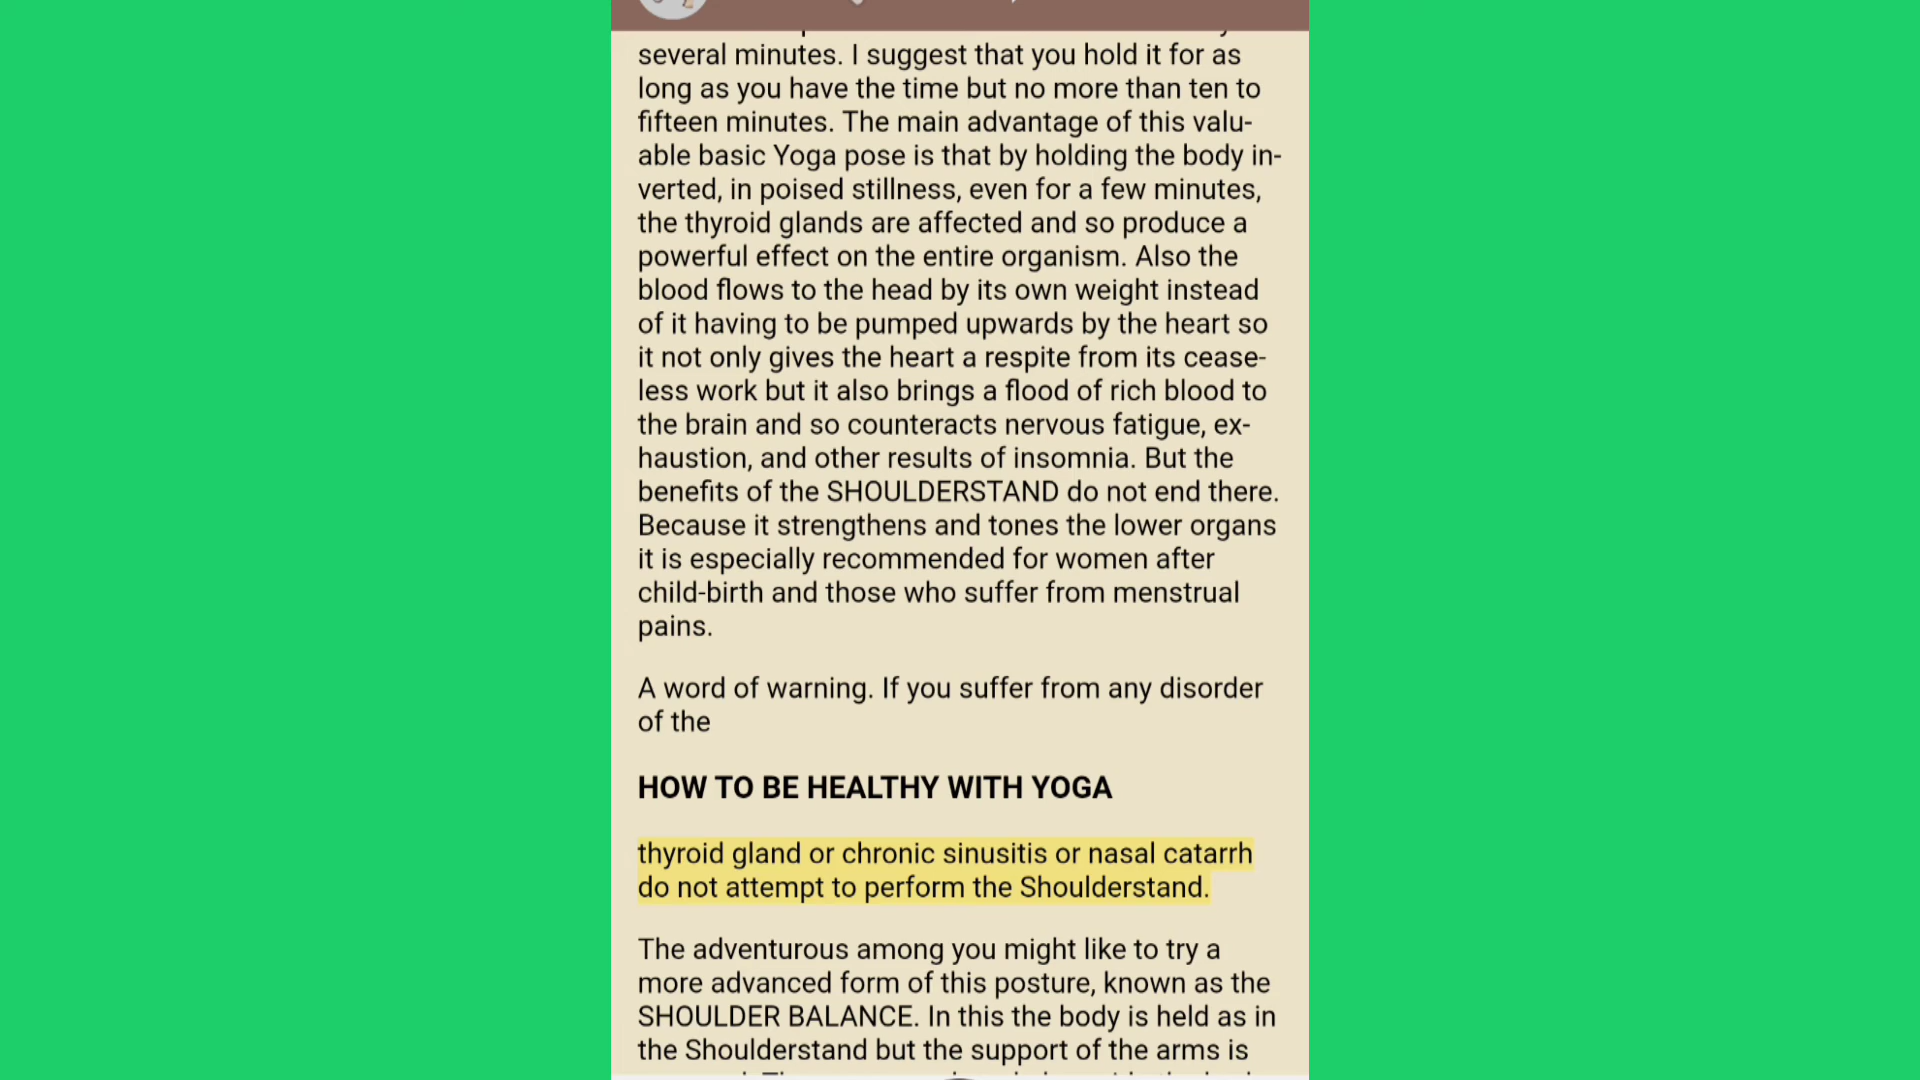 several minutes. I suggest that you hold it for as
long as you have the time but no more than ten to
fifteen minutes. The main advantage of this valu-
able basic Yoga pose is that by holding the body in-
verted, in poised stillness, even for a few minutes,
the thyroid glands are affected and so produce a
powerful effect on the entire organism. Also the
blood flows to the head by its own weight instead
of it having to be pumped upwards by the heart so
it not only gives the heart a respite from its cease-
less work but it also brings a flood of rich blood to
the brain and so counteracts nervous fatigue, ex-
haustion, and other results of insomnia. But the
benefits of the SHOULDERSTAND do not end there.
Because it strengthens and tones the lower organs
it is especially recommended for women after
child-birth and those who suffer from menstrual
pains.
A word of warning. If you suffer from any disorder
of the
HOW TO BE HEALTHY WITH YOGA
thyroid gland or chronic sinusitis or nasal catarrh
do not attempt to perform the Shoulderstand.
The adventurous among you might like to try a
more advanced form of this posture, known as the
SHOULDER BALANCE. In this the body is held as in
the Shoulderstand but the support of the arms is